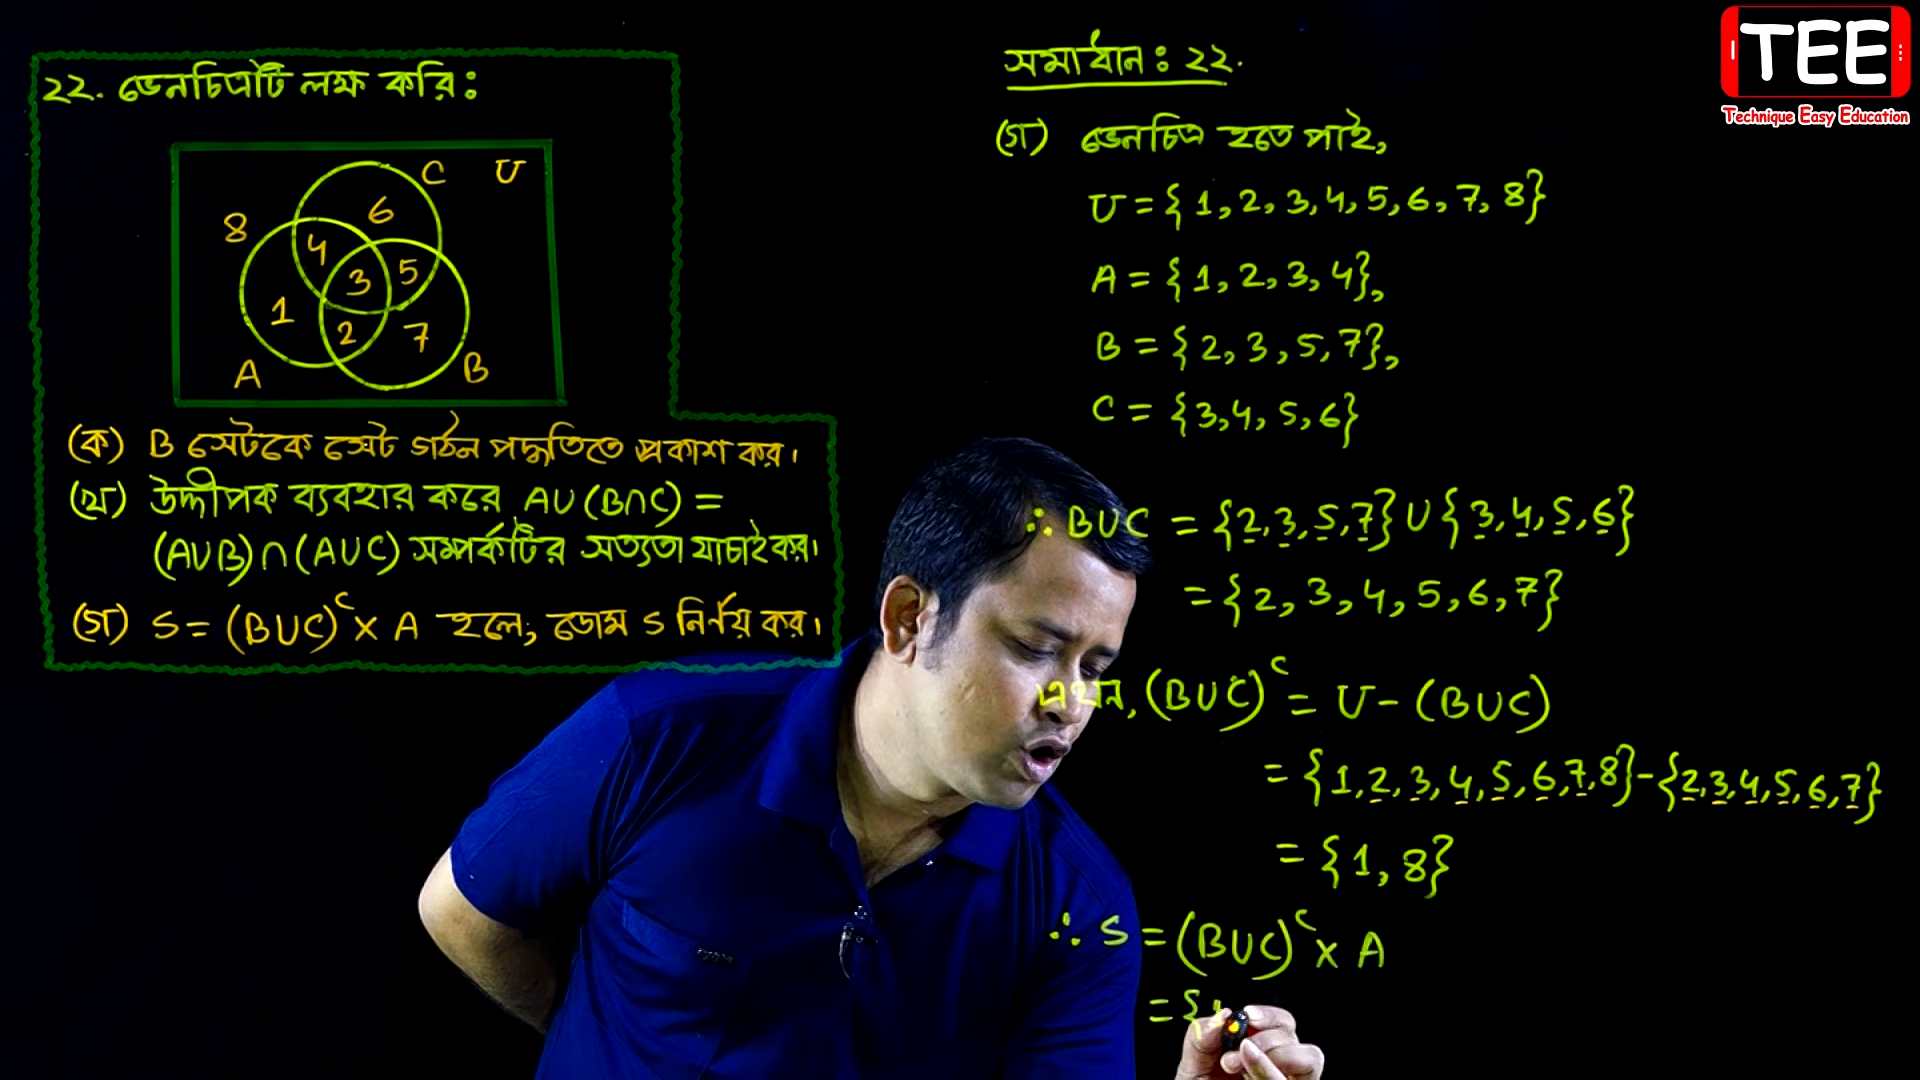 ২২. ভেনচিত্রটি লক্ষ করি :
C U
6
8
4
3 5
1
2 7
A B
(ক) B সেটকে সেট গঠন পদ্ধতিতে প্রকাশ কর।
(খ) উদ্দীপক ব্যবহার করে A∪(B∩C) =
(A∪B)∩(A∪C) সম্পর্কটির সত্যতা যাচাই কর।
(গ) S = (B∪C)ᶜ × A হলে, ডোম S নির্ণয় কর।
সমাধান : ২২.
(গ) ভেনচিত্র হতে পাই,
U = {1, 2, 3, 4, 5, 6, 7, 8}
A = {1, 2, 3, 4},
B = {2, 3, 5, 7},
C = {3, 4, 5, 6}
∴ B∪C = {2, 3, 5, 7} ∪ {3, 4, 5, 6}
= {2, 3, 4, 5, 6, 7}
এখন, (B∪C)ᶜ = U - (B∪C)
= {1, 2, 3, 4, 5, 6, 7, 8} - {2, 3, 4, 5, 6, 7}
= {1, 8}
∴ S = (B∪C)ᶜ × A
= {
TEE
Technique Easy Education